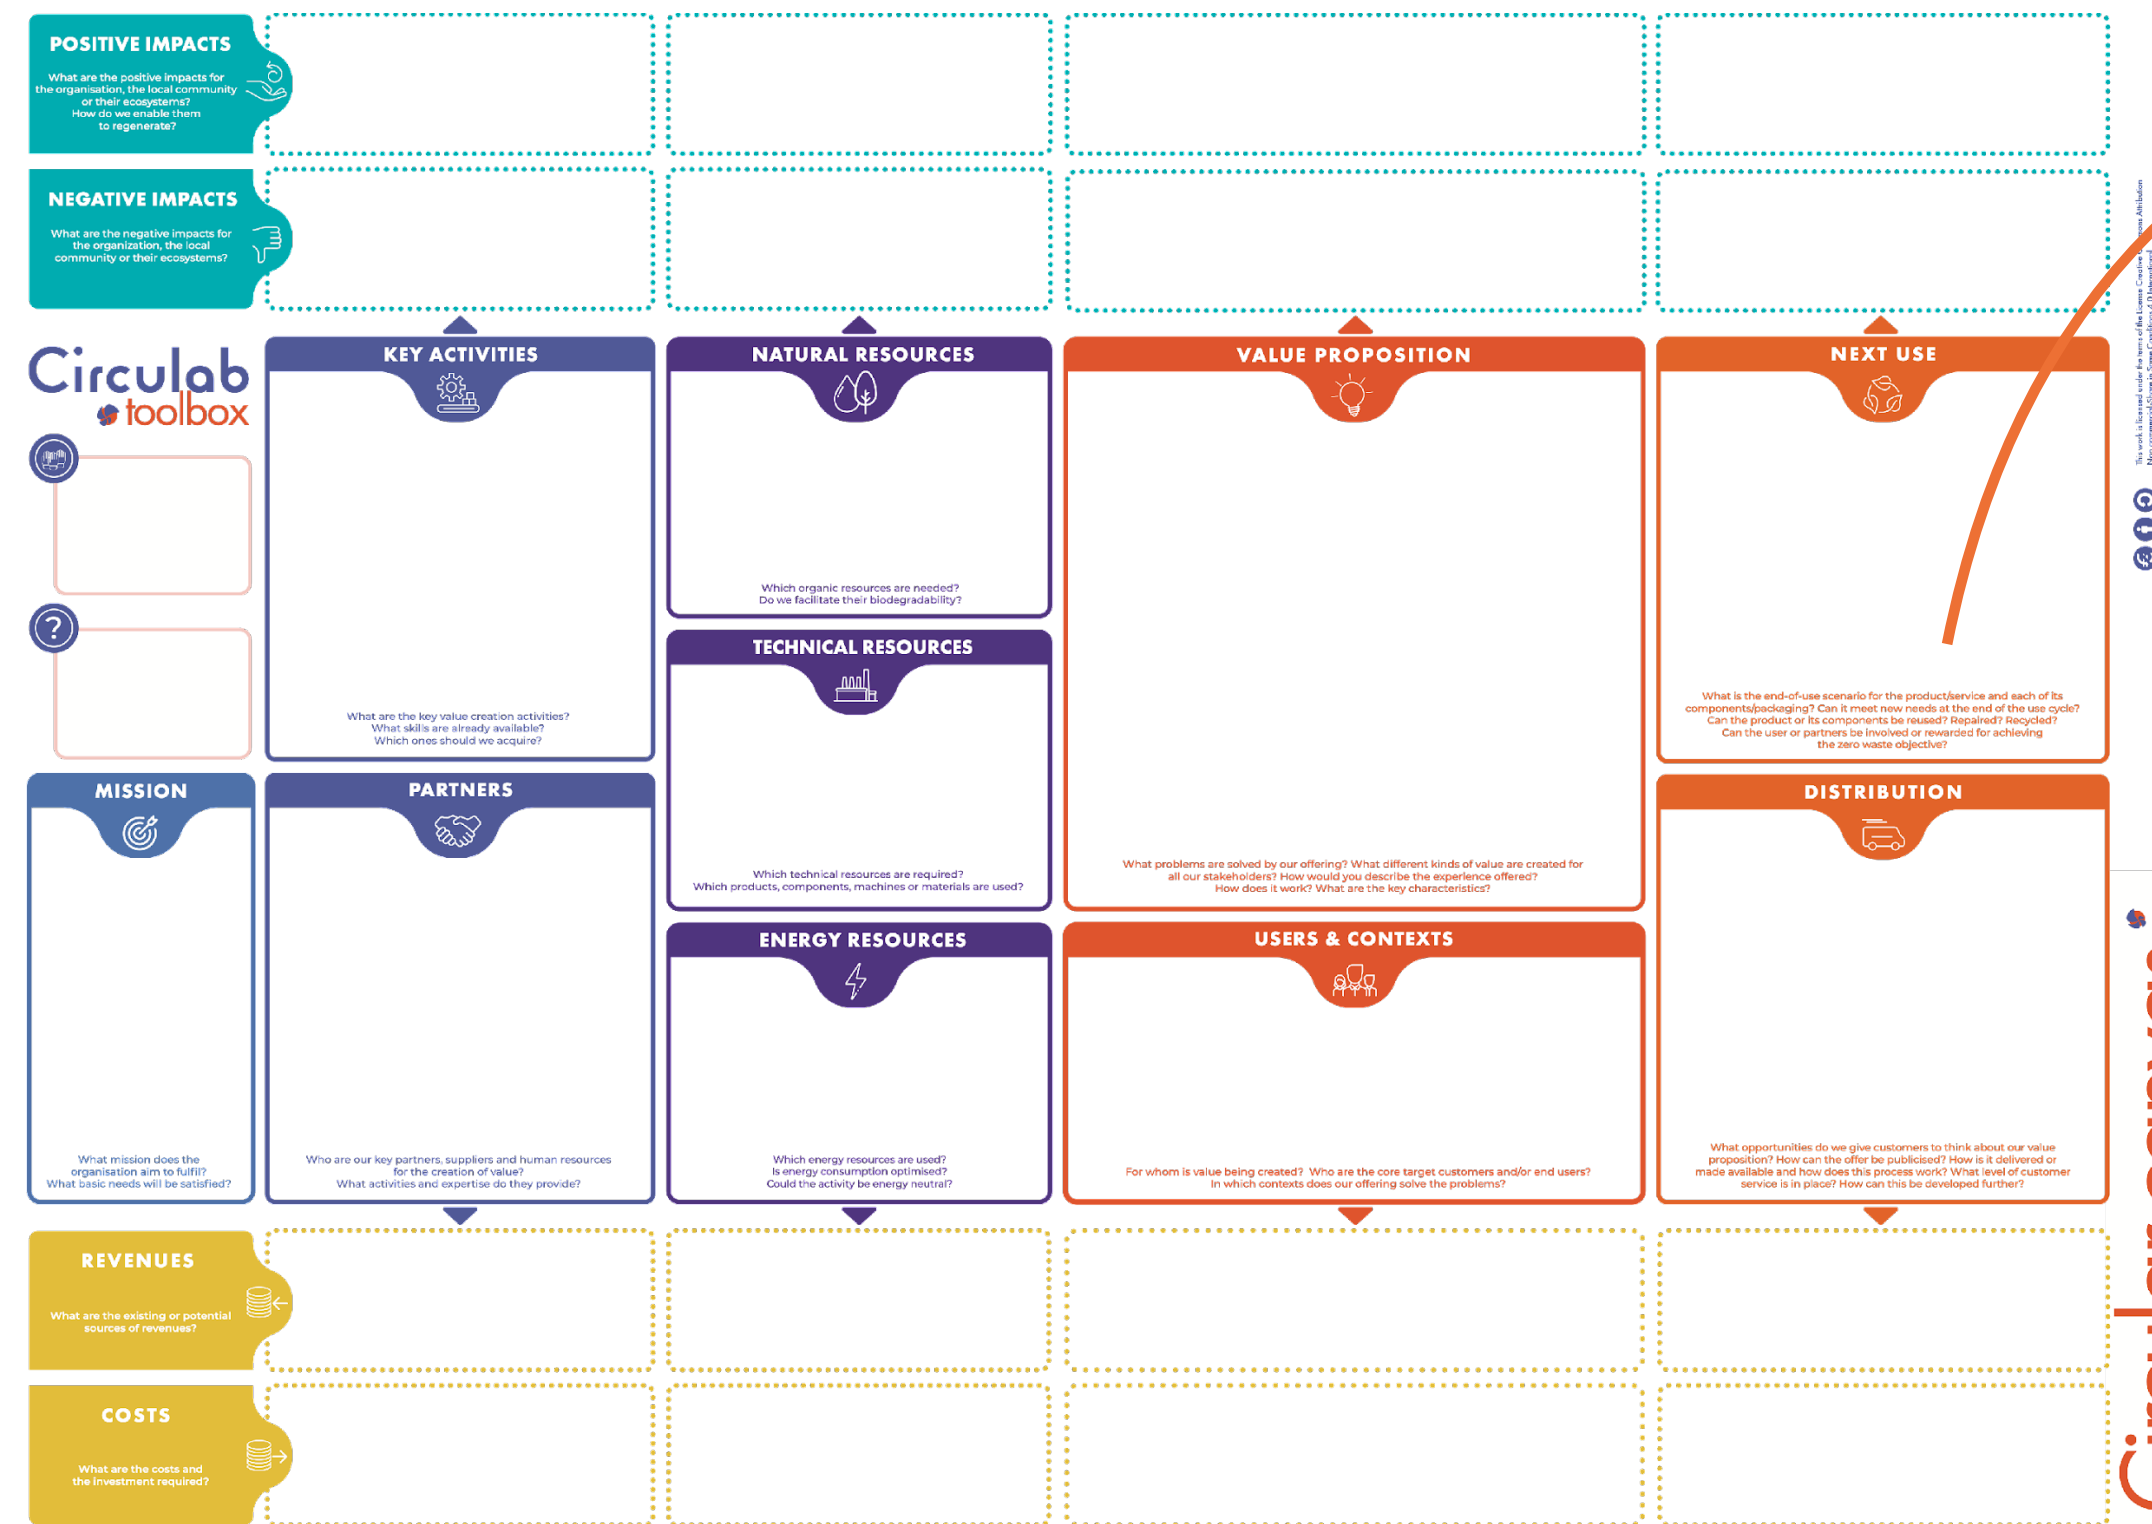 POSITIVE IMPACTS
What are the positive impacts for
the organisation, the local community
or their ecosystems?
How do we enable them
to regenerate?
NEGATIVE IMPACTS
What are the negative impacts for
the organization, the local
community or their ecosystems?
Circulab
toolbox
?
KEY ACTIVITIES
What are the key value creation activities?
What skills are already available?
Which ones should we acquire?
NATURAL RESOURCES
Which organic resources are needed?
Do we facilitate their biodegradability?
TECHNICAL RESOURCES
Which technical resources are required?
Which products, components, machines or materials are used?
VALUE PROPOSITION
What problems are solved by our offering? What different kinds of value are created for
all our stakeholders? How would you describe the experience offered?
How does it work? What are the key characteristics?
NEXT USE
What is the end-of-use scenario for the product/service and each of its
components/packaging? Can it meet new needs at the end of the use cycle?
Can the product or its components be reused? Repaired? Recycled?
Can the user or partners be involved or rewarded for achieving
the zero waste objective?
MISSION
What mission does the
organisation aim to fulfil?
What basic needs will be satisfied?
PARTNERS
Who are our key partners, suppliers and human resources
for the creation of value?
What activities and expertise do they provide?
ENERGY RESOURCES
Which energy resources are used?
Is energy consumption optimised?
Could the activity be energy neutral?
USERS & CONTEXTS
For whom is value being created? Who are the core target customers and/or end users?
In which contexts does our offering solve the problems?
DISTRIBUTION
What opportunities do we give customers to think about our value
proposition? How can the offer be publicised? How is it delivered or
made available and how does this process work? What level of customer
service is in place? How can this be developed further?
REVENUES
What are the existing or potential
sources of revenues?
COSTS
What are the costs and
the investment required?
This work is licensed under the terms of the License Creative Attribution